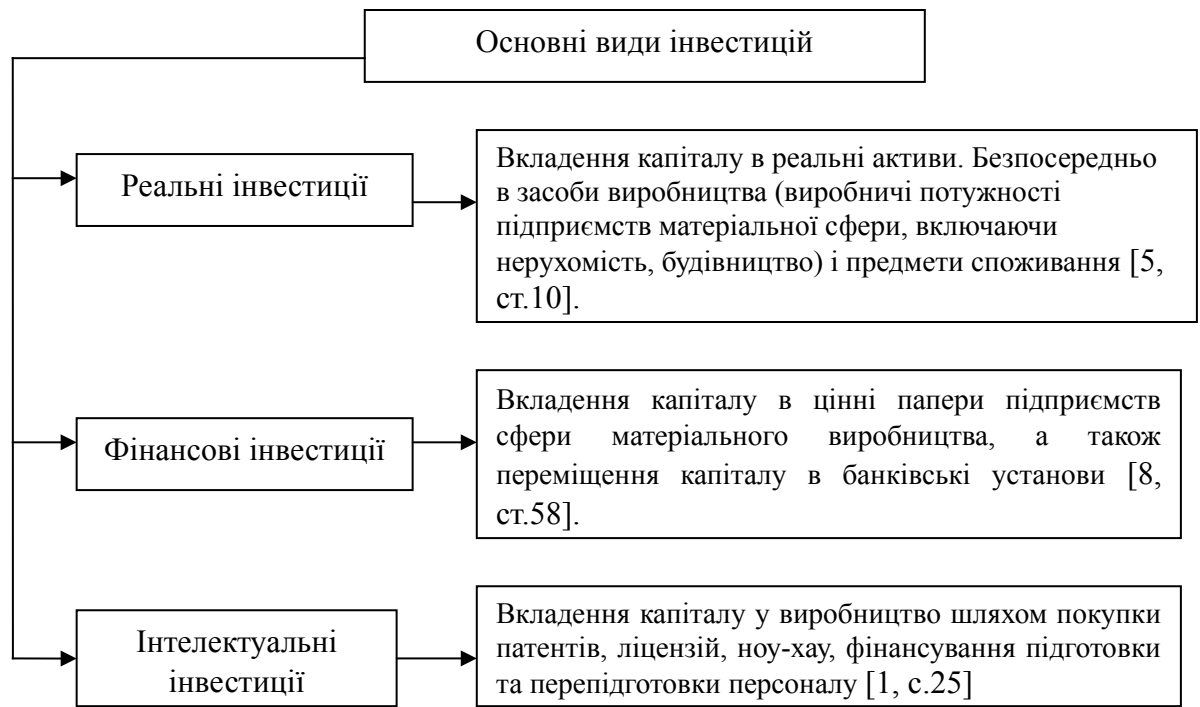 Основні види інвестицій
Реальні інвестиції
Вкладення капіталу в реальні активи. Безпосередньо
в засоби виробництва (виробничі потужності
підприємств матеріальної сфери, включаючи
нерухомість, будівництво) і предмети споживання [5,
ст.10].
Фінансові інвестиції
Вкладення капіталу в цінні папери підприємств
сфери матеріального виробництва, а також
переміщення капіталу в банківські установи [8,
ст.58].
Інтелектуальні
інвестиції
Вкладення капіталу у виробництво шляхом покупки
патентів, ліцензій, ноу-хау, фінансування підготовки
та перепідготовки персоналу [1, с.25]